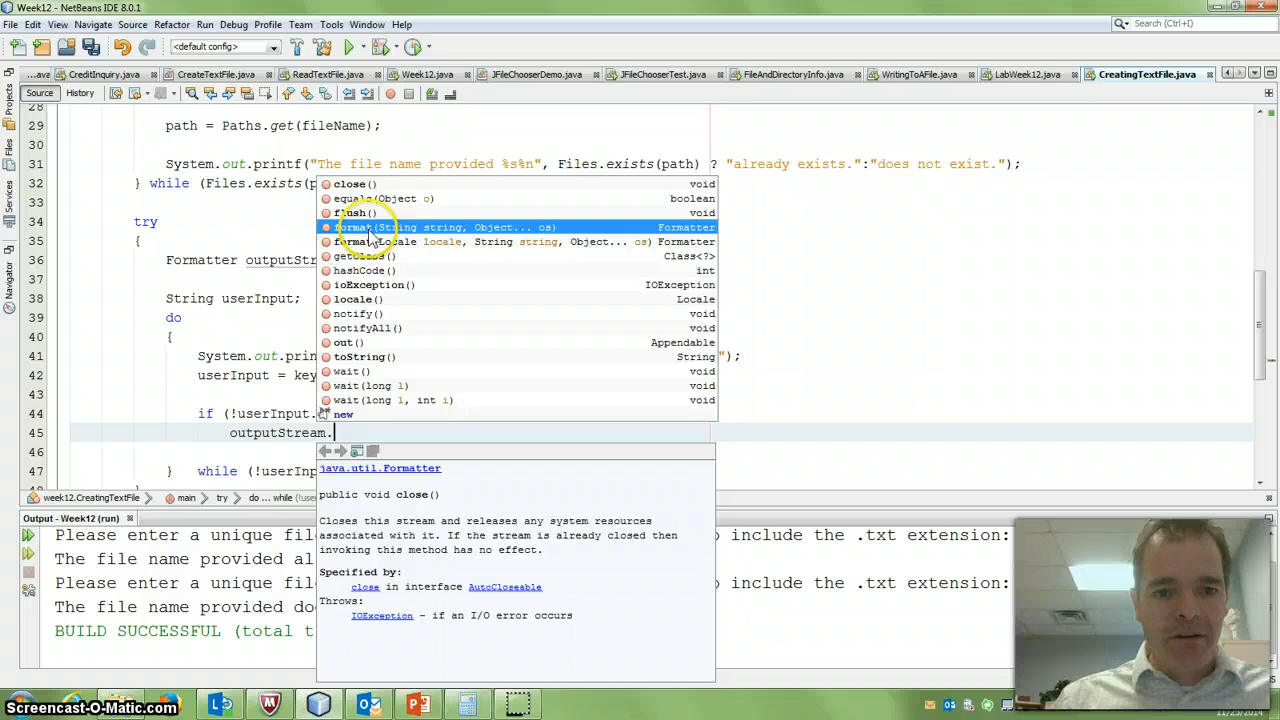 Week12 - NetBeans IDE 8.0.1
File Edit View Navigate Source Refactor Run Debug Profile Team Tools Window Help
Search (Ctrl+I)
<default config>
...ava CreditInquiry.java CreateTextFile.java ReadTextFile.java Week12.java JFileChooserDemo.java JFileChooserTest.java FileAndDirectoryInfo.java WritingToAFile.java LabWeek12.java CreatingTextFile.java
Source History
Projects
Files
Services
Navigator
28
29 path = Paths.get(fileName);
30
31 System.out.printf("The file name provided %s%n", Files.exists(path) ? "already exists.":"does not exist.");
32 } while (Files.exists(p
33
34 try
35 {
36 Formatter outputStr
37
38 String userInput;
39 do
40 {
41 System.out.prin ");
42 userInput = key
43
44 if (!userInput.
45 outputStream.
46
47 } while (!userInp
close() void
equals(Object o) boolean
flush() void
format(String string, Object... os) Formatter
format(Locale locale, String string, Object... os) Formatter
getClass() Class<?>
hashCode() int
ioException() IOException
locale() Locale
notify() void
notifyAll() void
out() Appendable
toString() String
wait() void
wait(long l) void
wait(long l, int i) void
new
java.util.Formatter
public void close()
Closes this stream and releases any system resources
associated with it. If the stream is already closed then
invoking this method has no effect.
Specified by:
close in interface AutoCloseable
Throws:
IOException - if an I/O error occurs
week12.CreatingTextFile main try do ... while (!use
Output - Week12 (run)
Please enter a unique fil o include the .txt extension:
The file name provided al
Please enter a unique fil o include the .txt extension:
The file name provided doe
BUILD SUCCESSFUL (total t
Screencast-O-Matic.com
11/25/2014